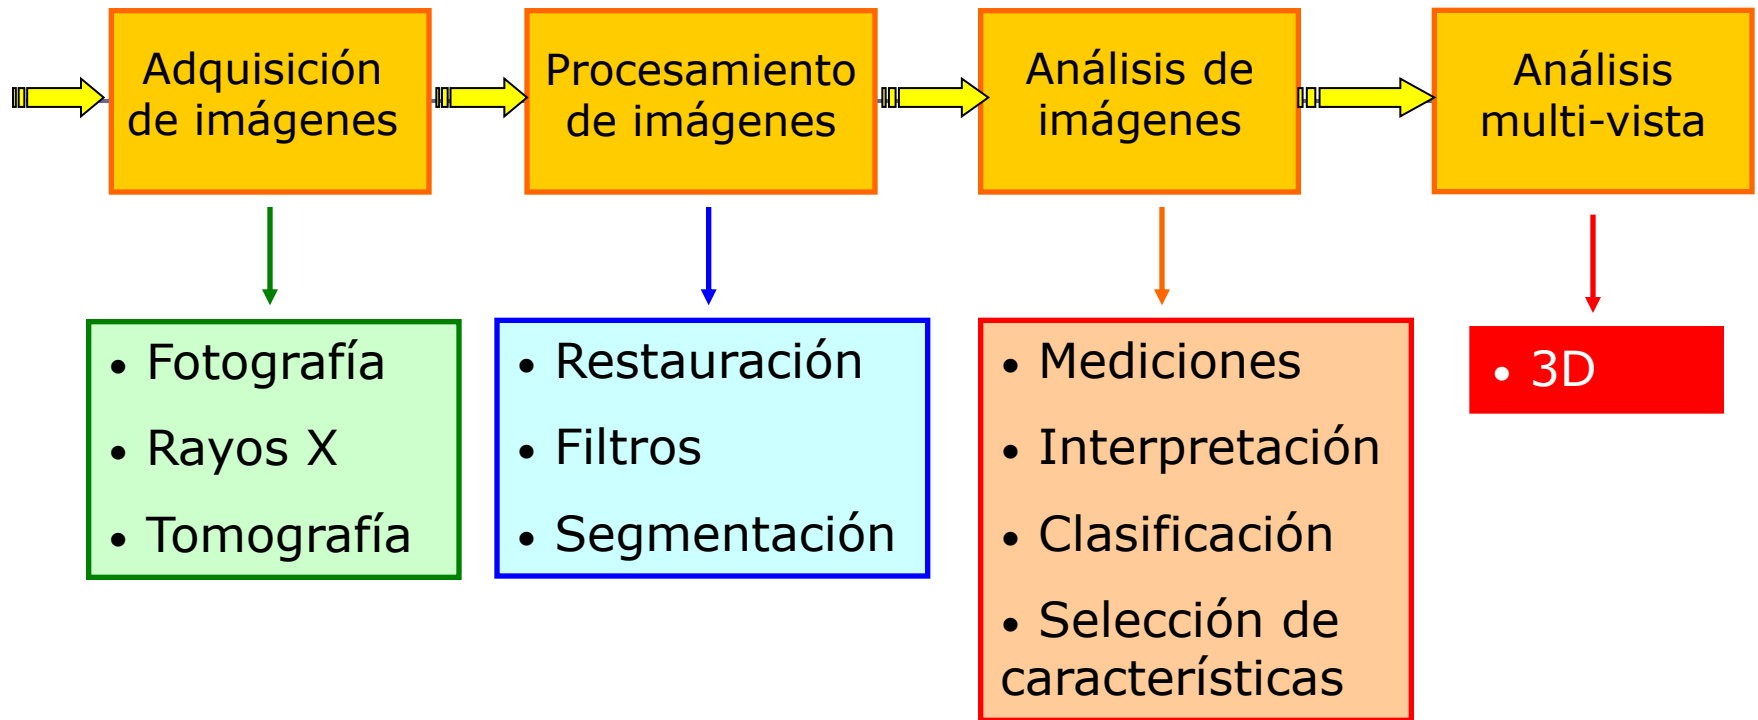 Adquisición
de imágenes
Procesamiento
de imágenes
Análisis de
imágenes
Análisis
multi-vista
• Fotografía
• Rayos X
• Tomografía
• Restauración
• Filtros
• Segmentación
• Mediciones
• Interpretación
• Clasificación
• Selección de
características
• 3D